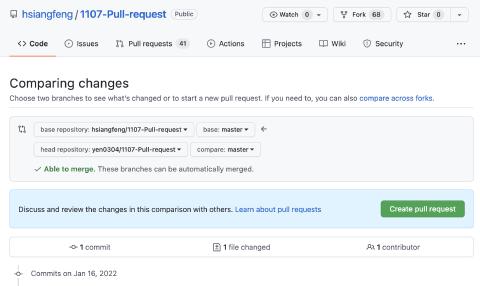 hsiangfeng / 1107-Pull-request Public
Watch 0 Fork 68 Star 0
Code Issues Pull requests 41 Actions Projects Wiki Security ...
Comparing changes
Choose two branches to see what's changed or to start a new pull request. If you need to, you can also compare across forks.
base repository: hsiangfeng/1107-Pull-request base: master
head repository: yen0304/1107-Pull-request compare: master
Able to merge. These branches can be automatically merged.
Discuss and review the changes in this comparison with others. Learn about pull requests Create pull request
1 commit 1 file changed 1 contributor
Commits on Jan 16, 2022